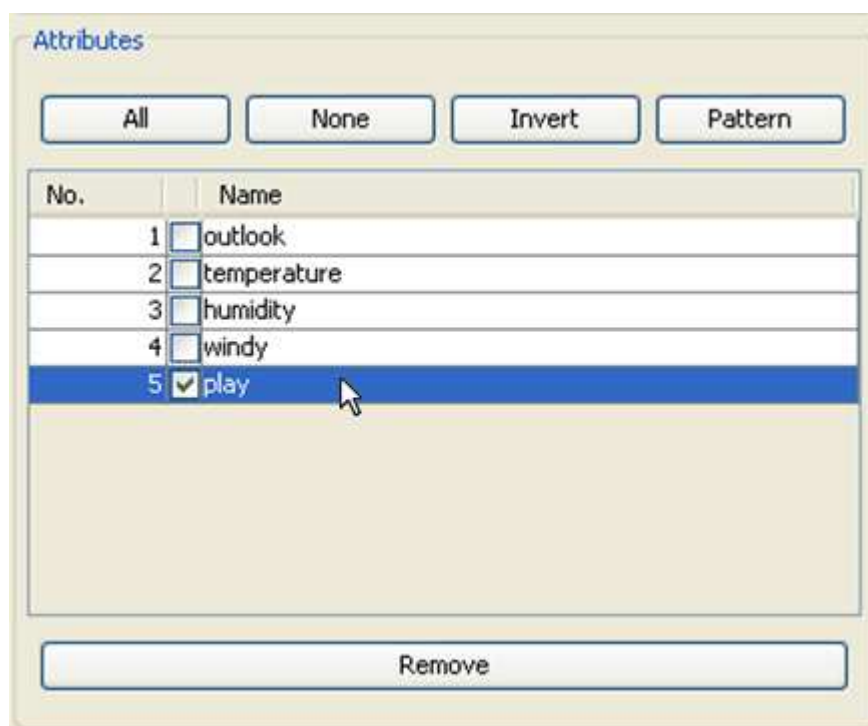 Attributes
All None Invert Pattern
No. Name
1 outlook
2 temperature
3 humidity
4 windy
5 play
Remove